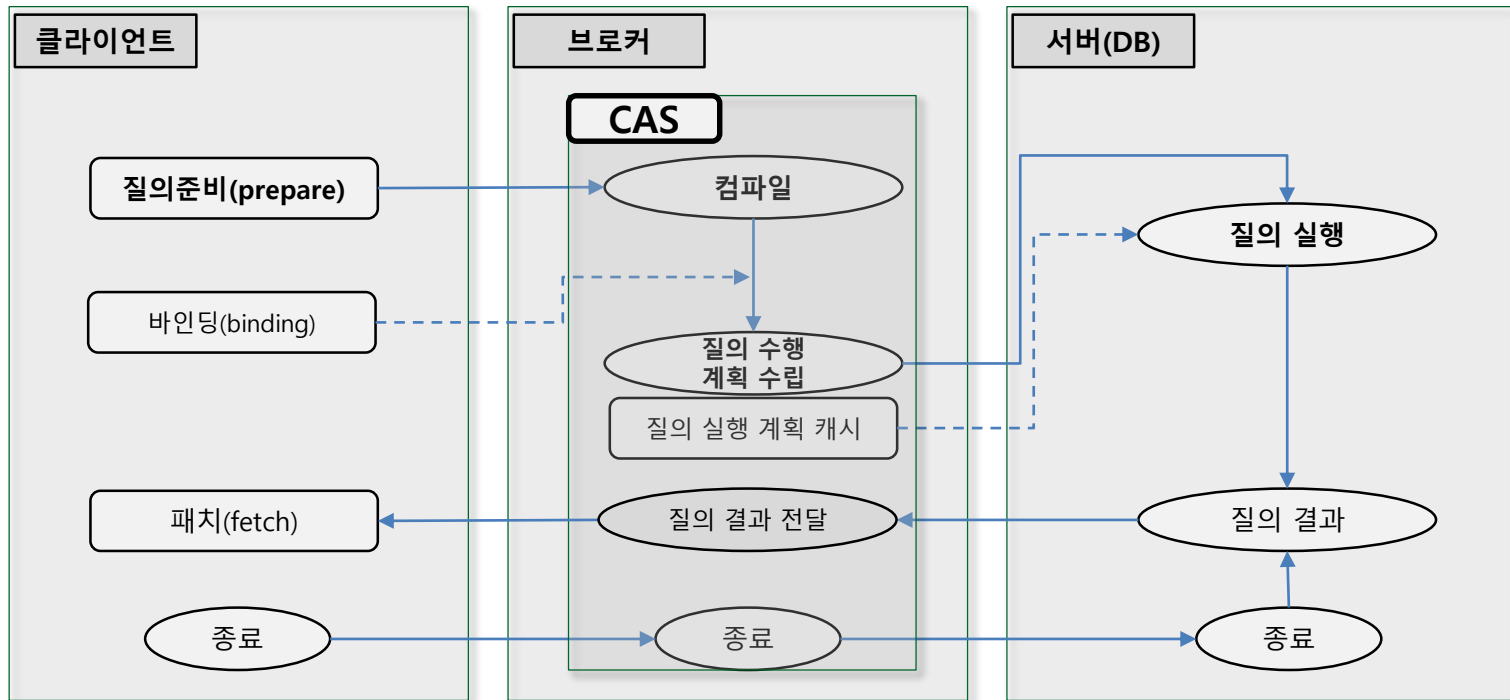 클라이언트
브로커
서버(DB)
CAS
질의준비(prepare)
컴파일
질의 실행
바인딩(binding)
질의 수행
계획 수립
질의 실행 계획 캐시
패치(fetch)
질의 결과 전달
질의 결과
종료
종료
종료